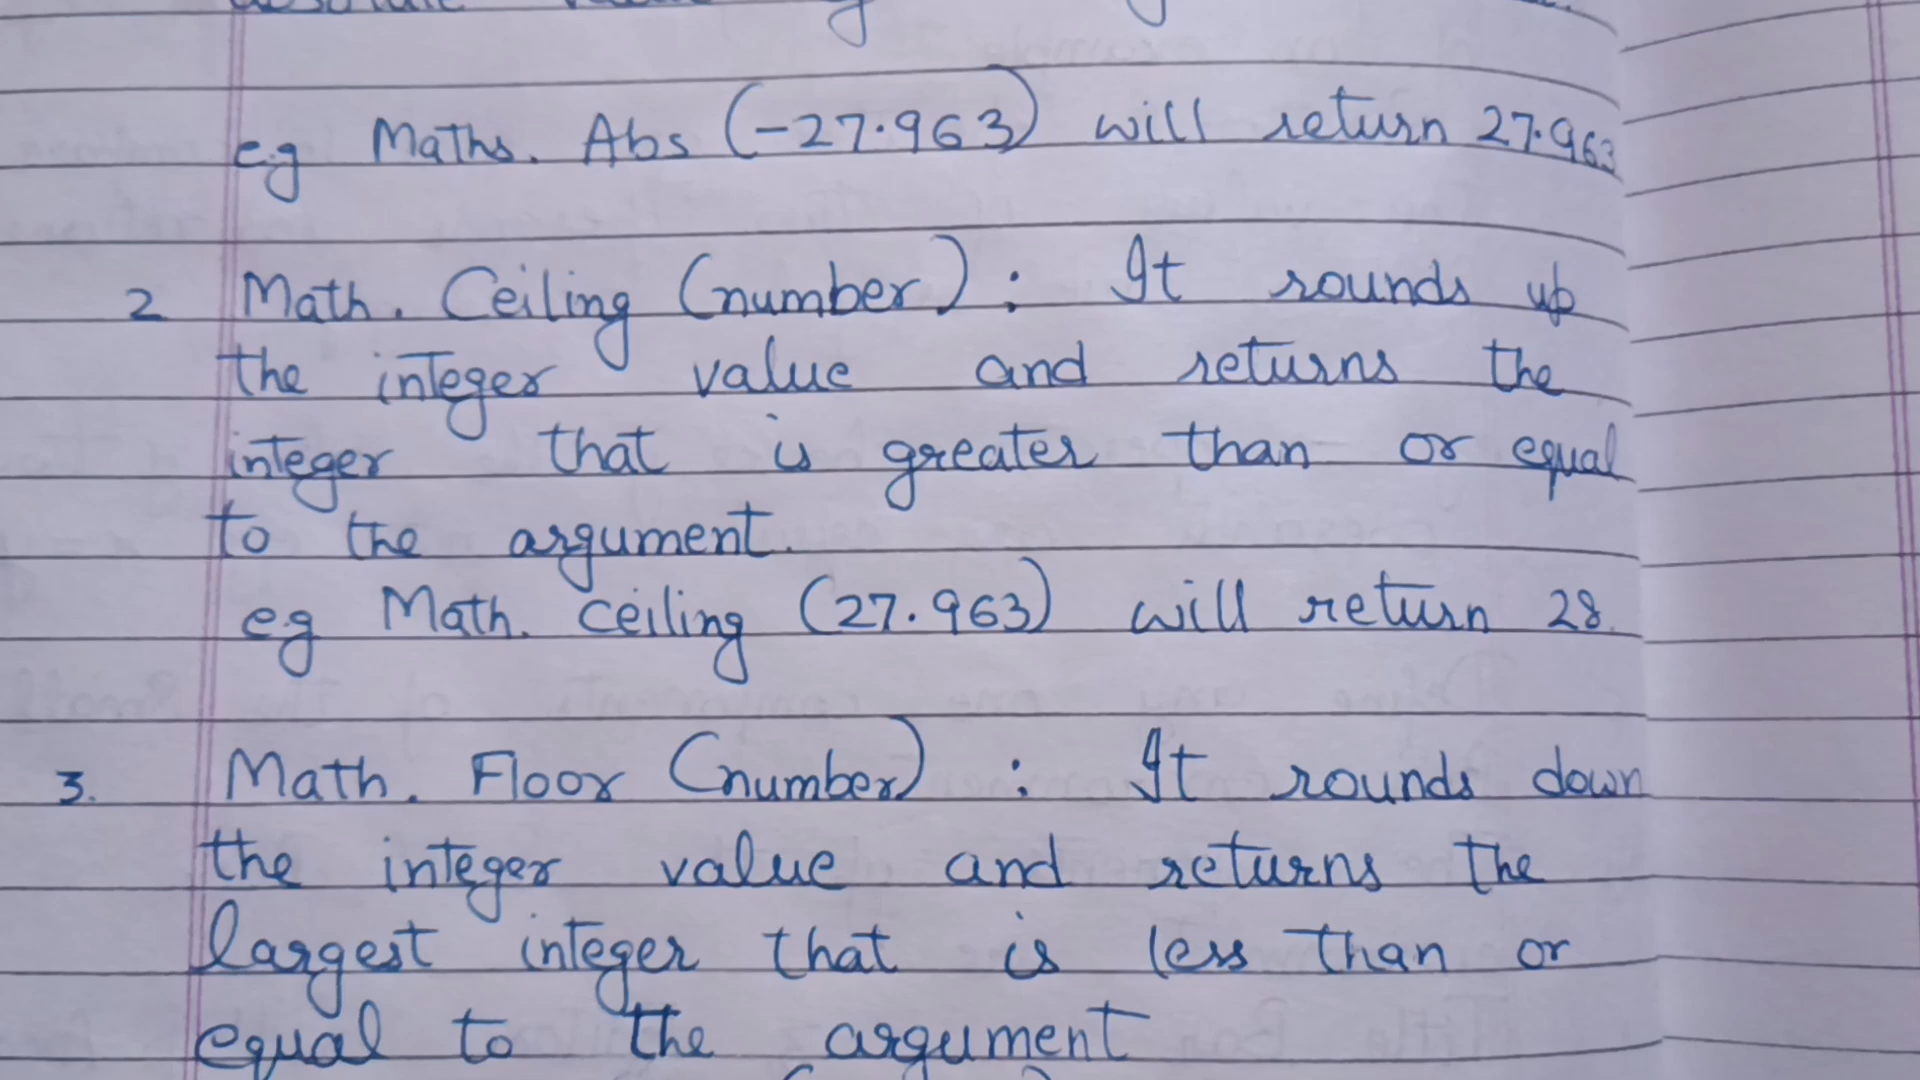 e.g Maths. Abs (-27.963) will return 27.963
2 Math. Ceiling (number) : It rounds up
the integer value and returns the
integer that is greater than or equal
to the argument.
eg Math. ceiling (27.963) will return 28.
3. Math. Floor (number) : It rounds down
the integer value and returns the
largest integer that is less than or
equal to the argument